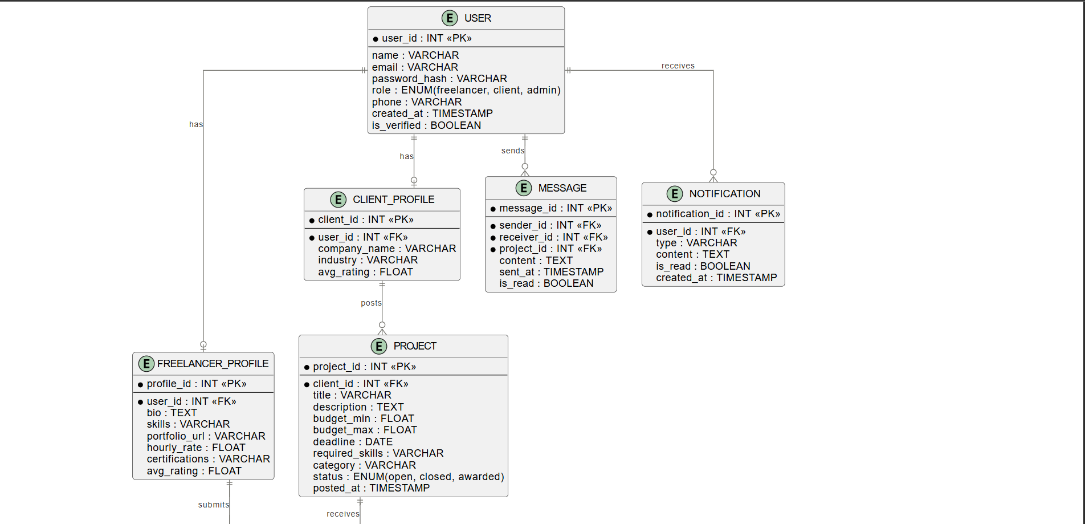 E USER
user_id : INT «PK»
name : VARCHAR
email : VARCHAR
password_hash : VARCHAR
role : ENUM(freelancer, client, admin)
phone : VARCHAR
created_at : TIMESTAMP
is_verified : BOOLEAN
receives
has
has
sends
E CLIENT_PROFILE
client_id : INT «PK»
user_id : INT «FK»
company_name : VARCHAR
industry : VARCHAR
avg_rating : FLOAT
E MESSAGE
message_id : INT «PK»
sender_id : INT «FK»
receiver_id : INT «FK»
project_id : INT «FK»
content : TEXT
sent_at : TIMESTAMP
is_read : BOOLEAN
E NOTIFICATION
notification_id : INT «PK»
user_id : INT «FK»
type : VARCHAR
content : TEXT
is_read : BOOLEAN
created_at : TIMESTAMP
posts
E FREELANCER_PROFILE
profile_id : INT «PK»
user_id : INT «FK»
bio : TEXT
skills : VARCHAR
portfolio_url : VARCHAR
hourly_rate : FLOAT
certifications : VARCHAR
avg_rating : FLOAT
E PROJECT
project_id : INT «PK»
client_id : INT «FK»
title : VARCHAR
description : TEXT
budget_min : FLOAT
budget_max : FLOAT
deadline : DATE
required_skills : VARCHAR
category : VARCHAR
status : ENUM(open, closed, awarded)
posted_at : TIMESTAMP
submits
receives